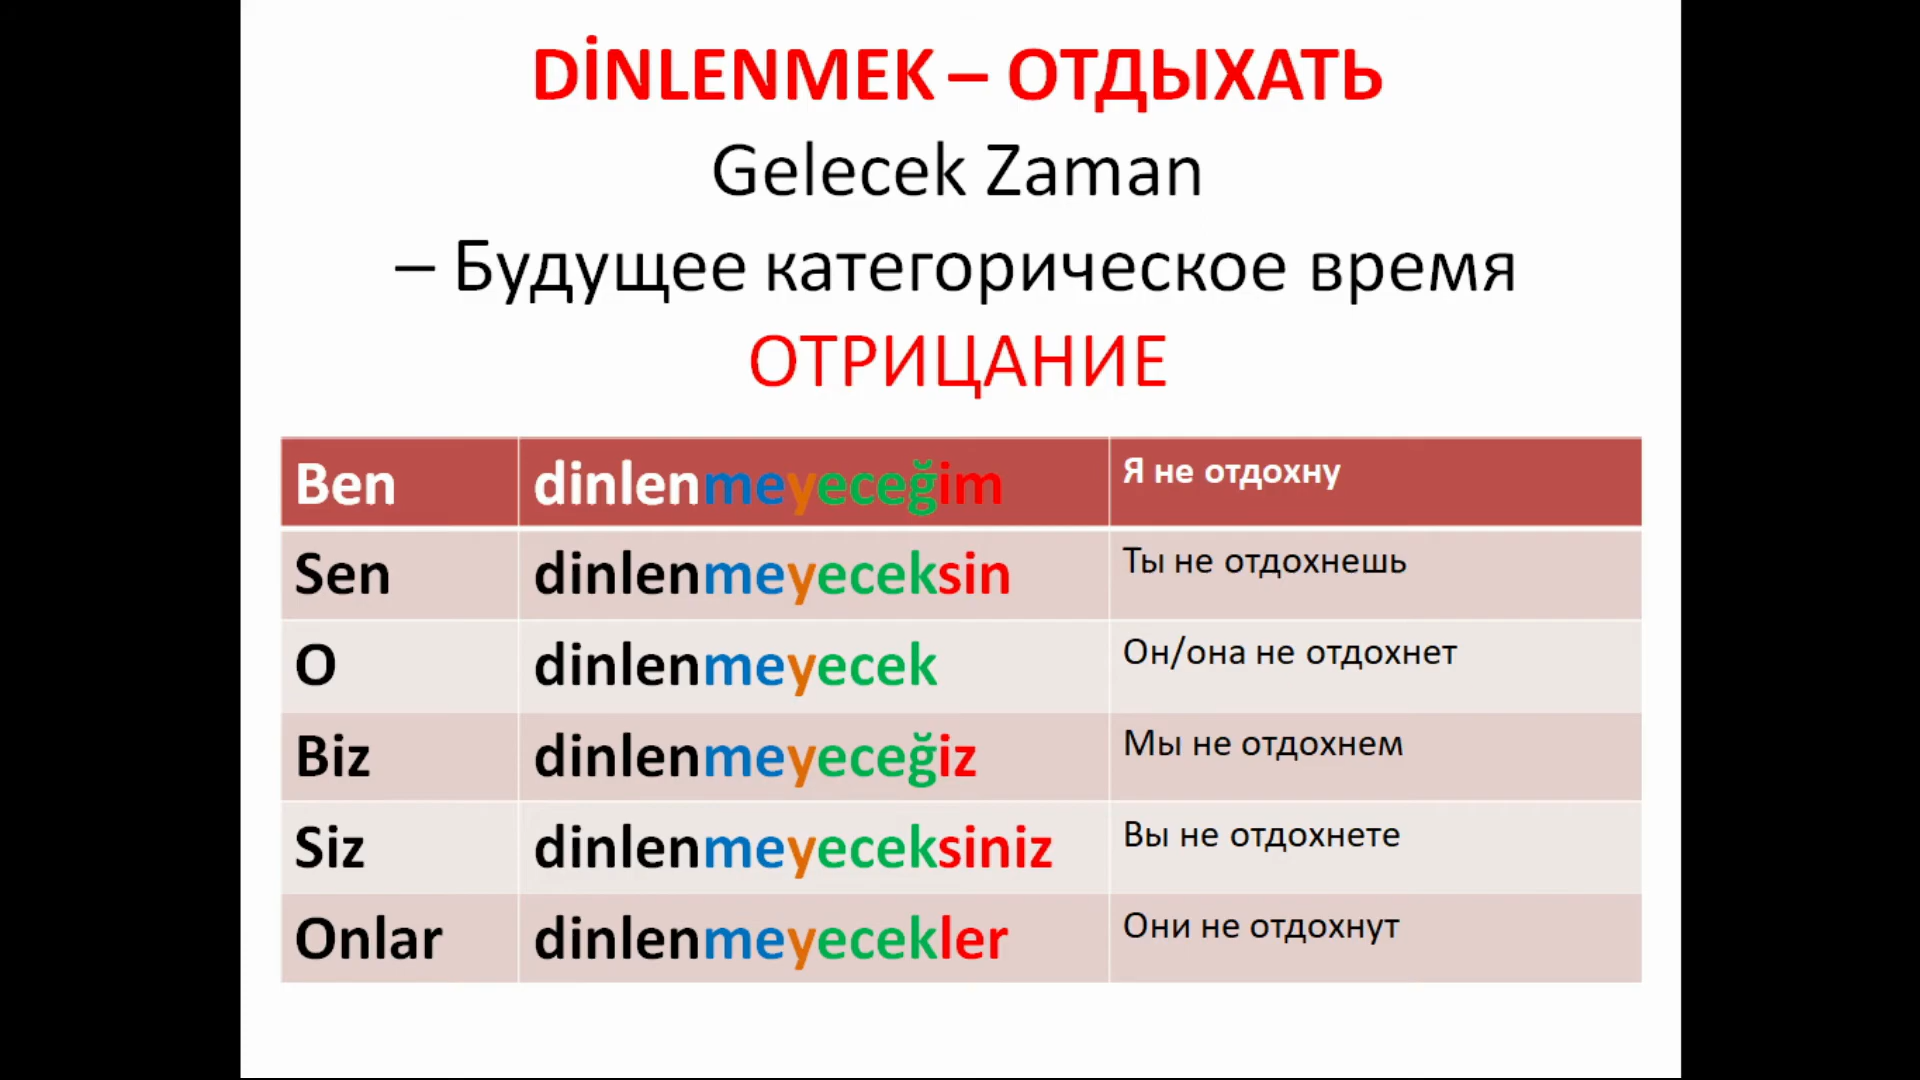 DİNLENMEK – ОТДЫХАТЬ
Gelecek Zaman
– Будущее категорическое время
ОТРИЦАНИЕ
Ben dinlenmeyeceğim Я не отдохну
Sen dinlenmeyeceksin Ты не отдохнешь
O dinlenmeyecek Он/она не отдохнет
Biz dinlenmeyeceğiz Мы не отдохнем
Siz dinlenmeyeceksiniz Вы не отдохнете
Onlar dinlenmeyecekler Они не отдохнут